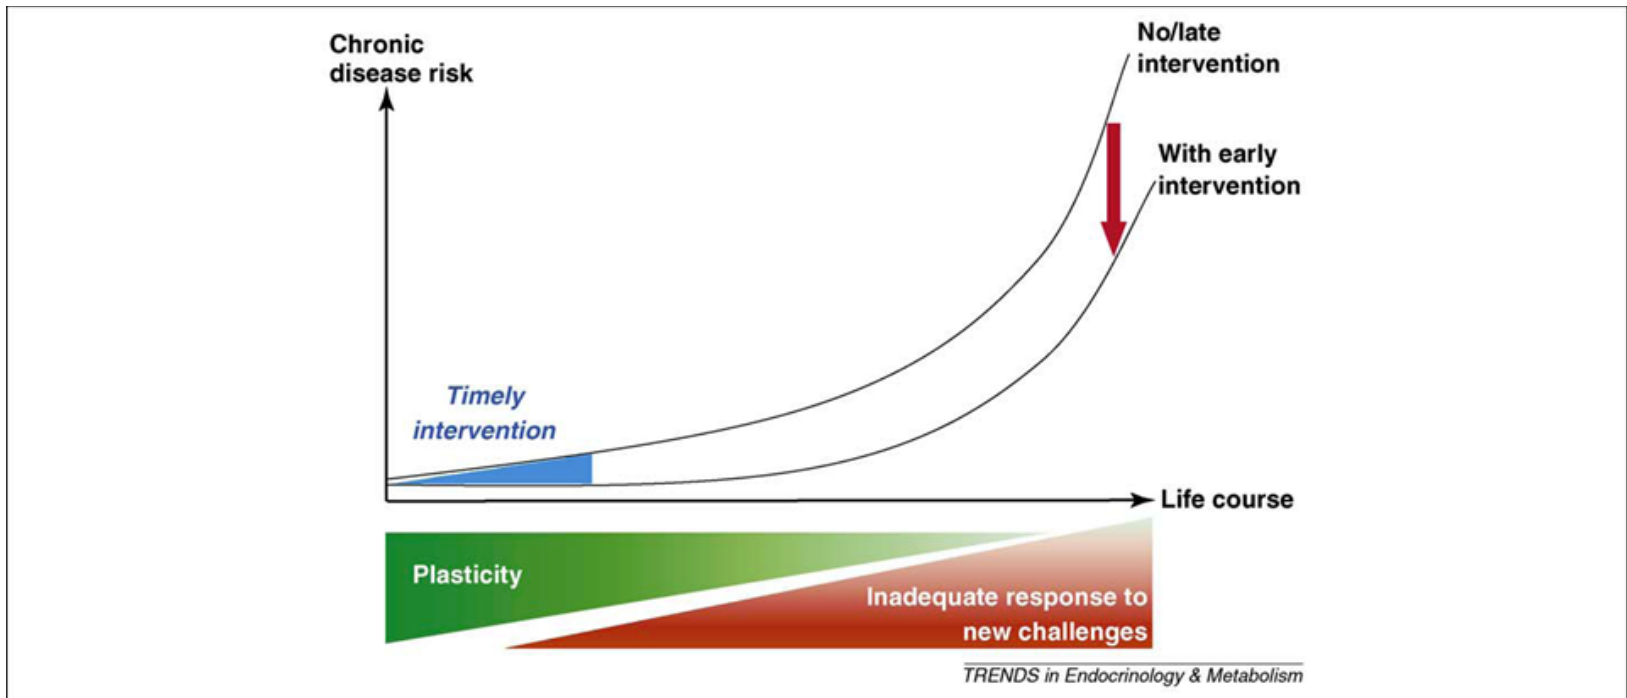 Chronic
disease risk
No/late
intervention
With early
intervention
Timely
intervention
Life course
Plasticity
Inadequate response to
new challenges
TRENDS in Endocrinology & Metabolism